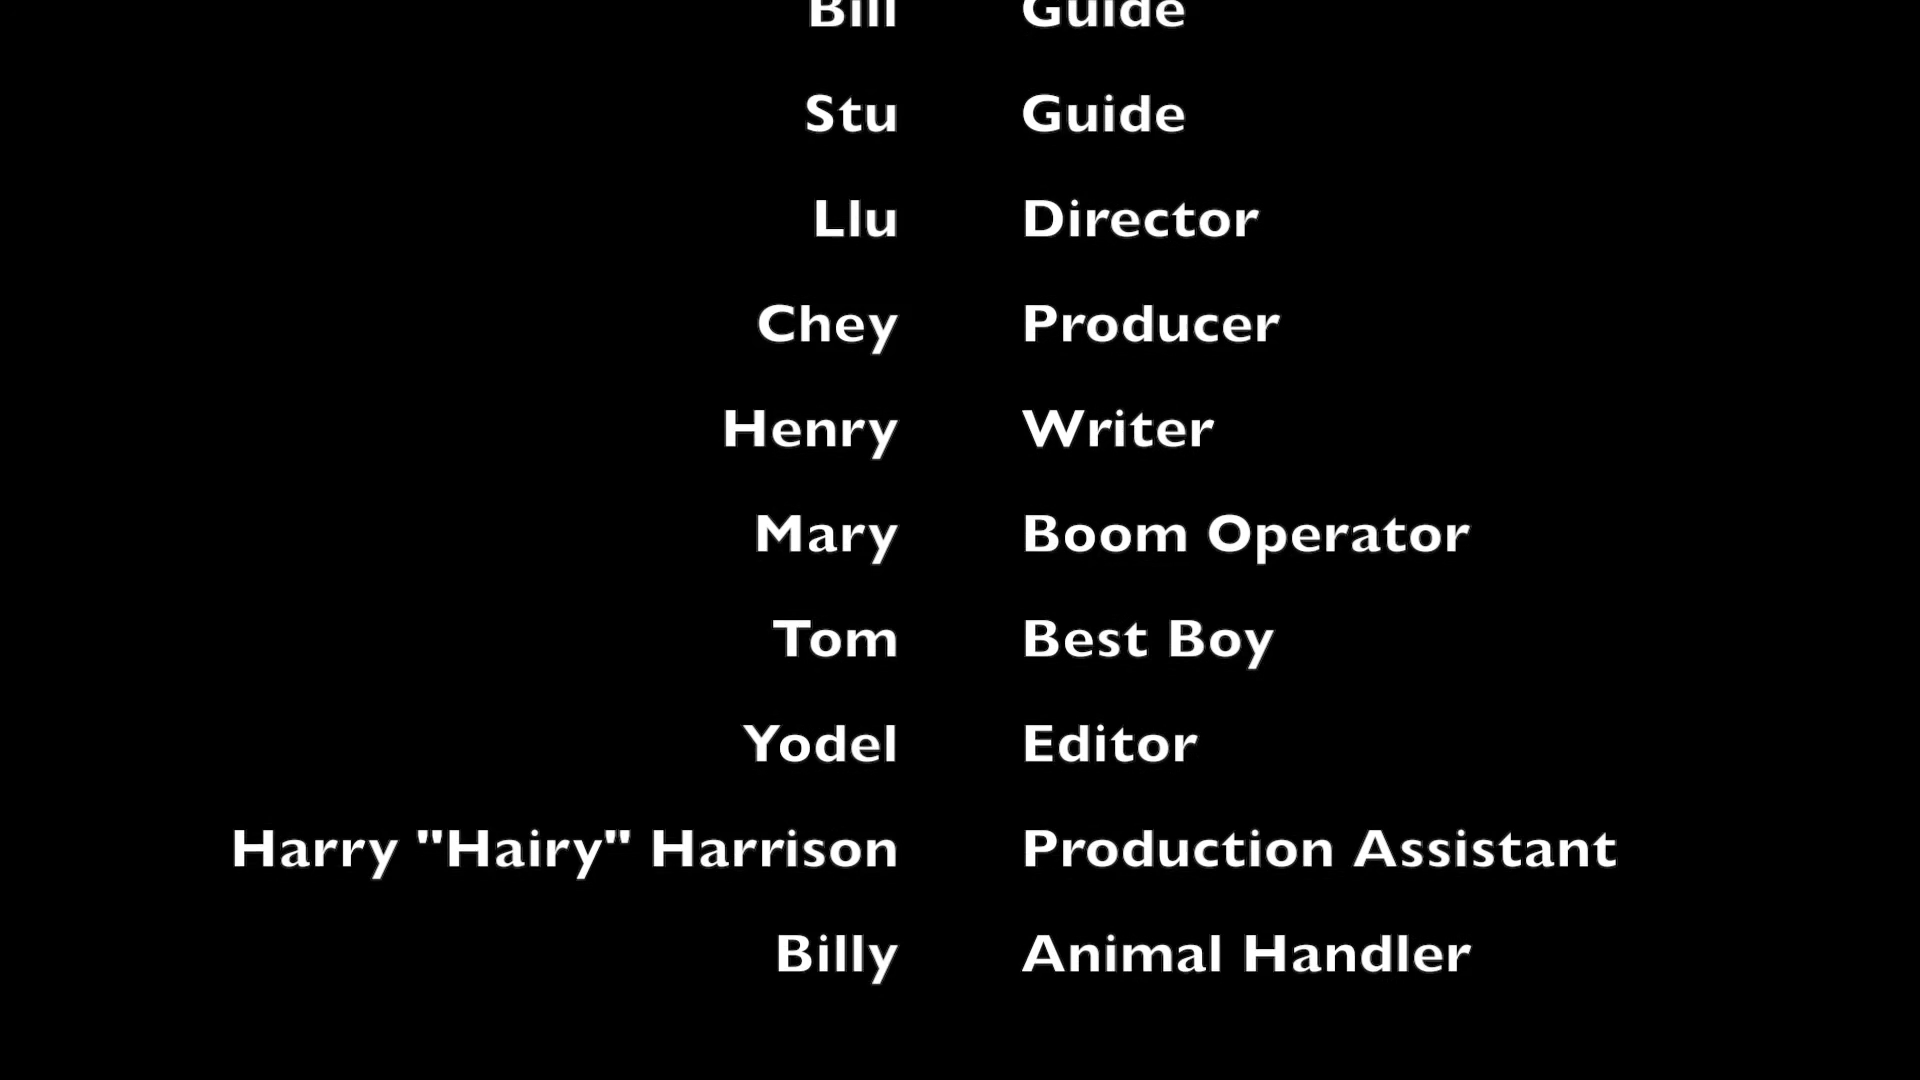 Bill Guide
Stu Guide
Llu Director
Chey Producer
Henry Writer
Mary Boom Operator
Tom Best Boy
Yodel Editor
Harry "Hairy" Harrison Production Assistant
Billy Animal Handler